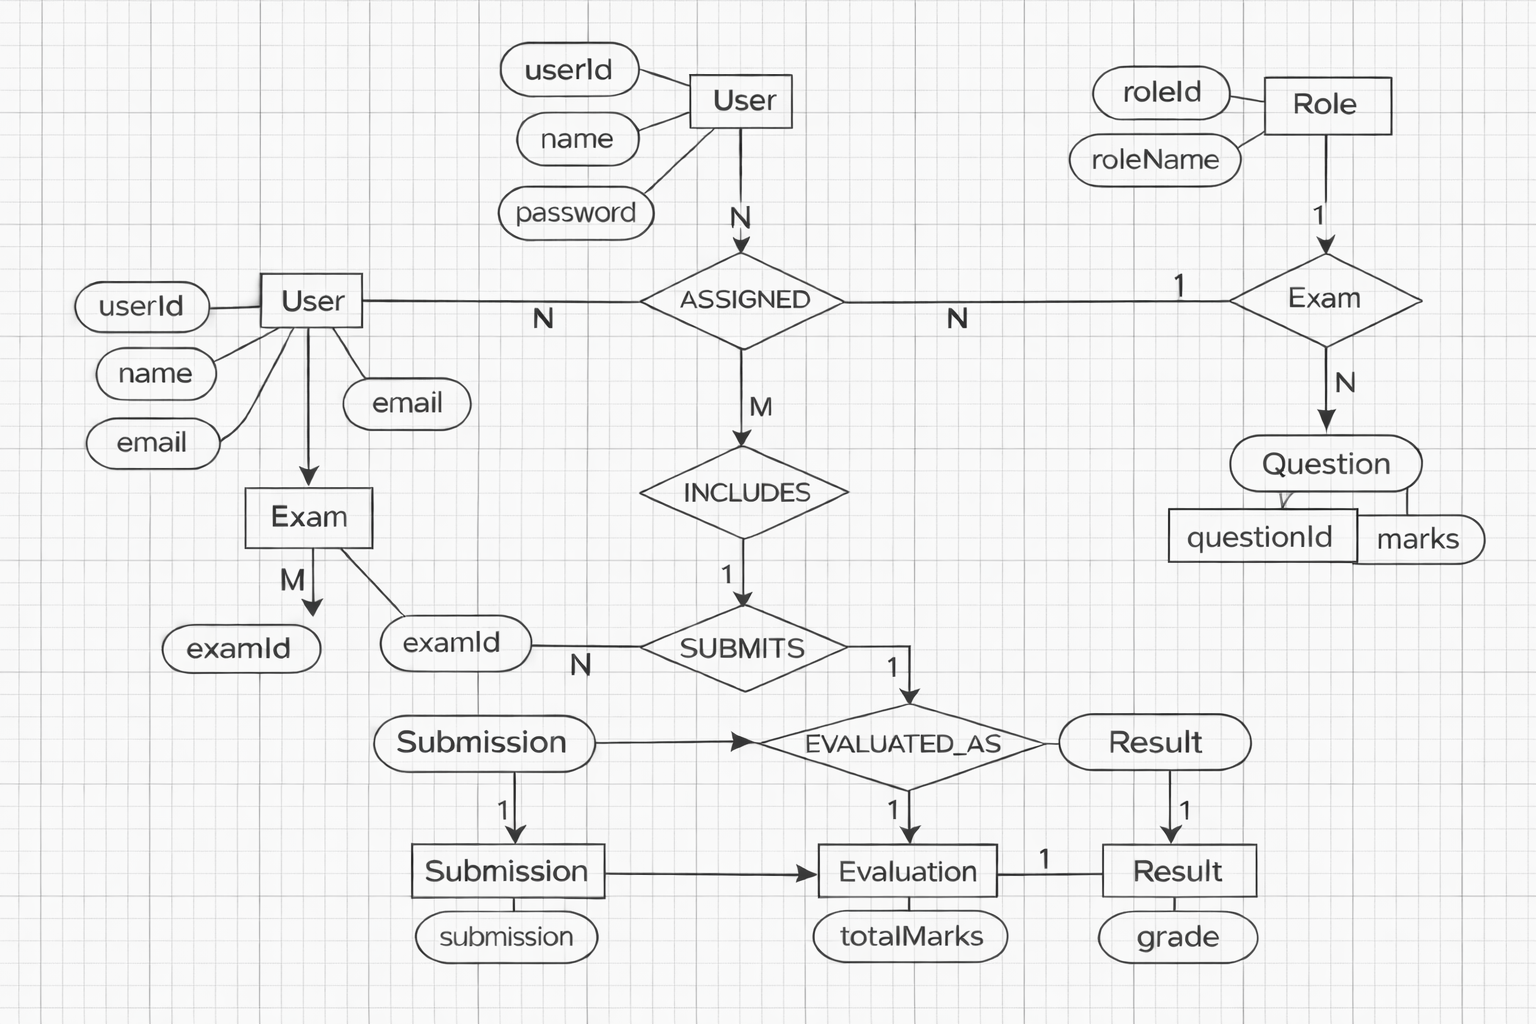 userId
User
roleId
Role
name
roleName
password
N
1
userId
User
N
ASSIGNED
N
1
Exam
name
email
email
M
N
Exam
INCLUDES
Question
questionId
marks
M
1
examId
examId
N
SUBMITS
1
Submission
EVALUATED_AS
Result
1
1
1
Submission
Evaluation
1
Result
submission
totalMarks
grade